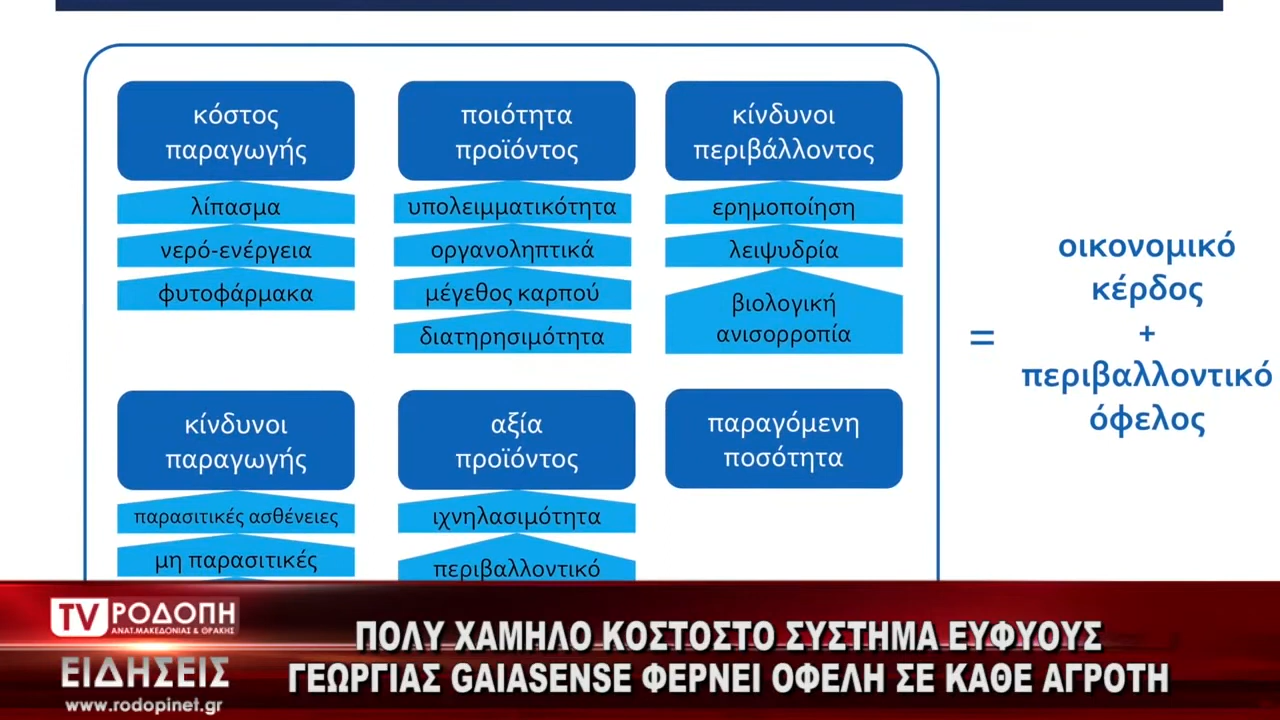 κόστος
παραγωγής
λίπασμα
νερό-ενέργεια
φυτοφάρμακα
ποιότητα
προϊόντος
υπολειμματικότητα
οργανοληπτικά
μέγεθος καρπού
διατηρησιμότητα
κίνδυνοι
περιβάλλοντος
ερημοποίηση
λειψυδρία
βιολογική
ανισορροπία
κίνδυνοι
παραγωγής
παρασιτικές ασθένειες
μη παρασιτικές
αξία
προϊόντος
ιχνηλασιμότητα
περιβαλλοντικό
παραγόμενη
ποσότητα
=
οικονομικό
κέρδος
+
περιβαλλοντικό
όφελος
TV ΡΟΔΟΠΗ
ΑΝΑΤ.ΜΑΚΕΔΟΝΙΑΣ & ΘΡΑΚΗΣ
ΕΙΔΗΣΕΙΣ
www.rodopinet.gr
ΠΟΛΥ ΧΑΜΗΛΟ ΚΟΣΤΟΣΤΟ ΣΥΣΤΗΜΑ ΕΥΦΥΟΥΣ
ΓΕΩΡΓΙΑΣ GAIASENSE ΦΕΡΝΕΙ ΟΦΕΛΗ ΣΕ ΚΑΘΕ ΑΓΡΟΤΗ